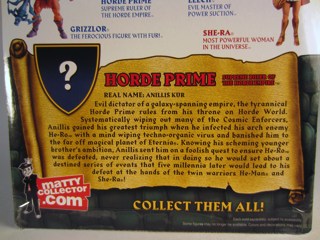 HORDE PRIME
SUPREME RULER OF
THE HORDE EMPIRE...
LEECH
EVIL MASTER OF
POWER SUCTION...
GRIZZLOR®
THE FEROCIOUS FIGURE WITH FUR!...
SHE-RA®
MOST POWERFUL WOMAN
IN THE UNIVERSE...
?
HORDE PRIME SUPREME RULER OF
THE HORDE EMPIRE...
REAL NAME: ANILLIS KUR
Evil dictator of a galaxy-spanning empire, the tyrannical
Horde Prime rules from his throne on Horde World.
Systematically wiping out many of the Cosmic Enforcers,
Anillis gained his greatest triumph when he infected his arch enemy
He-Ro® with a mind wiping techno-organic virus and banished him to
the far off magical planet of Eternia®. Knowing his scheming younger
brother's ambition, Anillis sent him on a foolish quest to ensure He-Ro®
was defeated, never realizing that in doing so he would set about a
destined series of events that five millennia later would lead to his
defeat at the hands of the twin warriors He-Man® and
She-Ra®!
MATTY
COLLECTOR
.com
COLLECT THEM ALL!